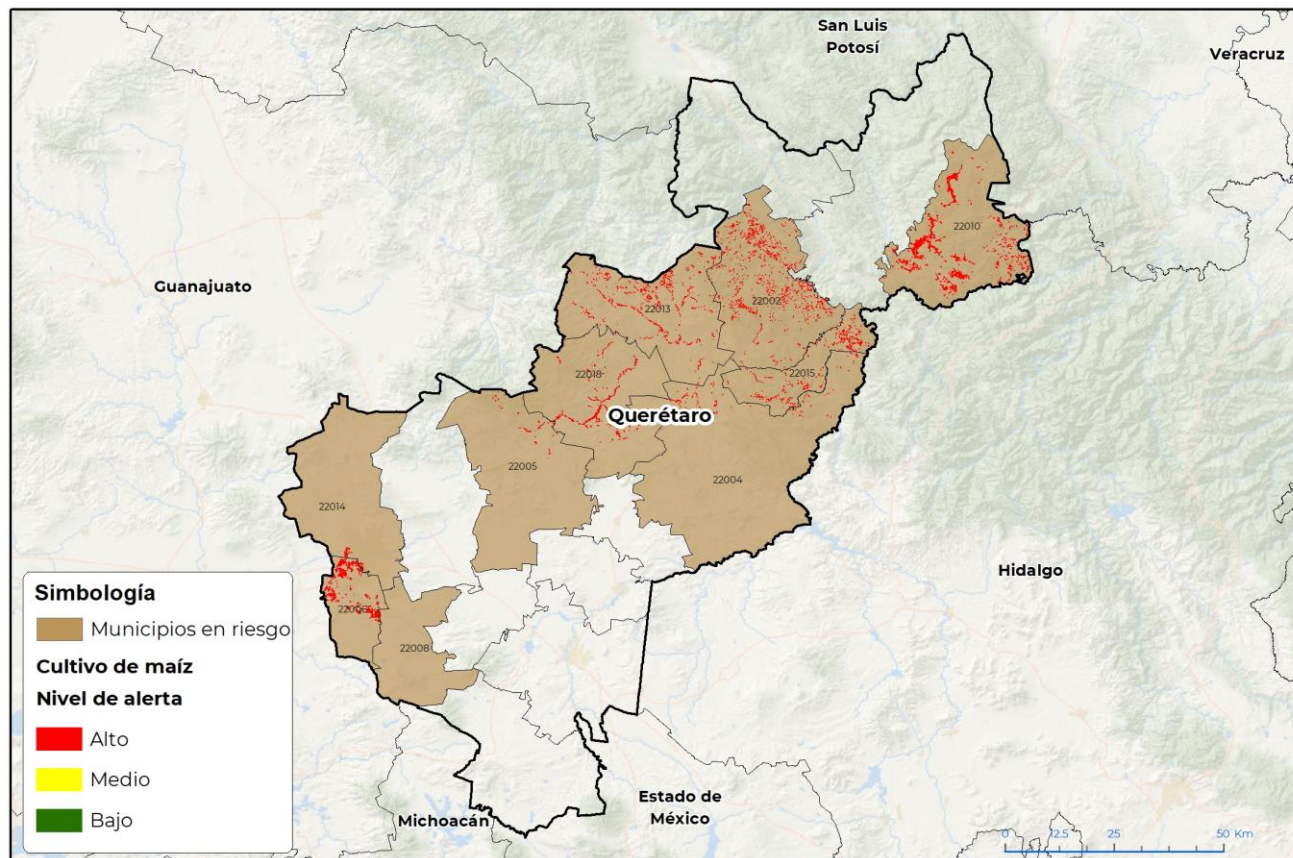 San Luis
Potosí
Veracruz
22010
Guanajuato
22013
22002
22018
22015
Querétaro
22005
22004
22014
Hidalgo
22008
Simbología
Municipios en riesgo
Cultivo de maíz
Nivel de alerta
Alto
Medio
Bajo
Michoacán
Estado de
México
0 12.5 25 50 Km